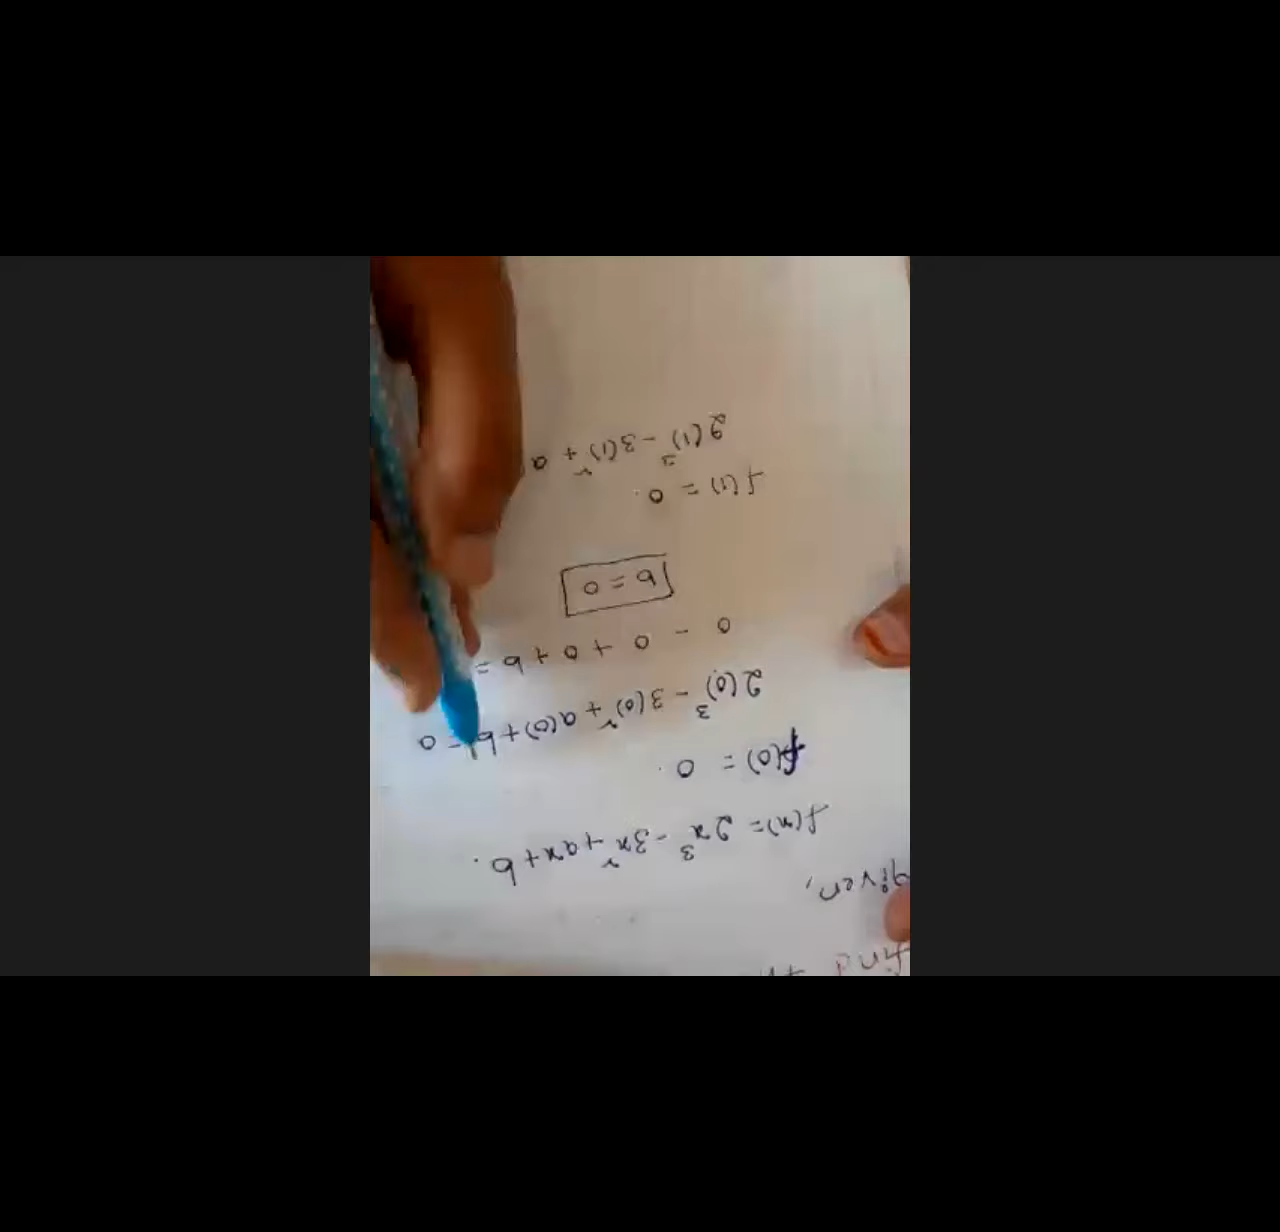 find
given,
f(x) = 2x³ - 3x² + ax + b.
f(0) = 0.
2(0)³ - 3(0)² + a(0) + b = 0
0 - 0 + 0 + b =
b = 0
f(1) = 0.
2(1)³ - 3(1)² + a